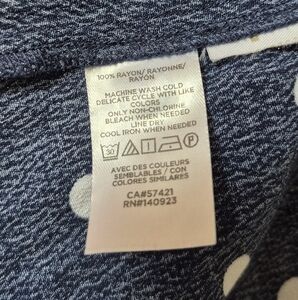 100% RAYON/ RAYONNE/
RAYON
MACHINE WASH COLD
DELICATE CYCLE WITH LIKE
COLORS
ONLY NON-CHLORINE
BLEACH WHEN NEEDED
LINE DRY
COOL IRON WHEN NEEDED
30
AVEC DES COULEURS
SEMBLABLES / CON
COLORES SIMILARES
CA#57421
RN#140923